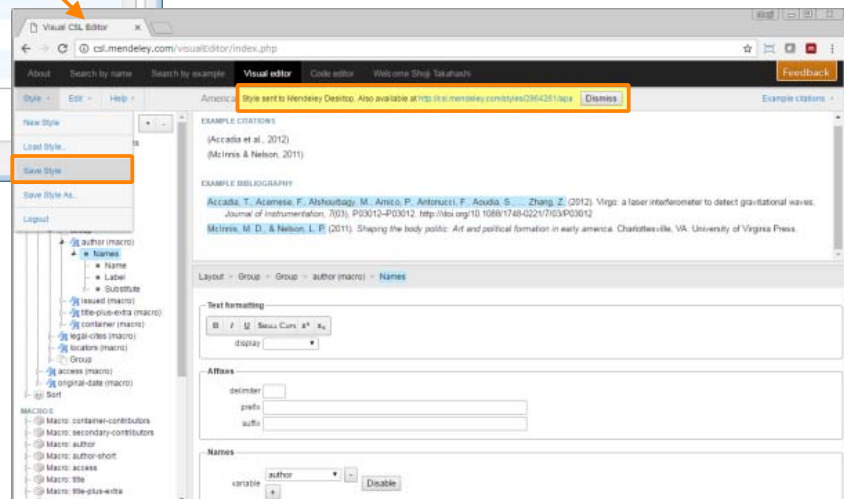 Visual CSL Editor
csl.mendeley.com/visualEditor/index.php
About Search by name Search by example Visual editor Code editor Welcome Shoji Takahashi Feedback
Style Edit Help
America
Style sent to Mendeley Desktop. Also available at http://csl.mendeley.com/styles/2964261/apa Dismiss
Example citations
New Style
Load Style..
Save Style
Save Style As..
Logout
EXAMPLE CITATIONS
(Accadia et al., 2012)
(McInnis & Nelson, 2011)
EXAMPLE BIBLIOGRAPHY
Accadia, T., Acernese, F., Alshourbagy, M., Amico, P., Antonucci, F., Aoudia, S., … Zhang, Z. (2012). Virgo: a laser interferometer to detect gravitational waves.
Journal of Instrumentation, 7(03), P03012–P03012. http://doi.org/10.1088/1748-0221/7/03/P03012
McInnis, M. D., & Nelson, L. P. (2011). Shaping the body politic: Art and political formation in early america. Charlottesville, VA: University of Virginia Press.
author (macro)
Names
Name
Label
Substitute
issued (macro)
title-plus-extra (macro)
container (macro)
legal-cites (macro)
locators (macro)
Group
access (macro)
original-date (macro)
Sort
MACROS
Macro: container-contributors
Macro: secondary-contributors
Macro: author
Macro: author-short
Macro: access
Macro: title
Macro: title-plus-extra
Layout Group Group author (macro) Names
Text formatting
B I U Small Caps x² x₂
display
Affixes
delimiter
prefix
suffix
Names
variable author - Disable
+